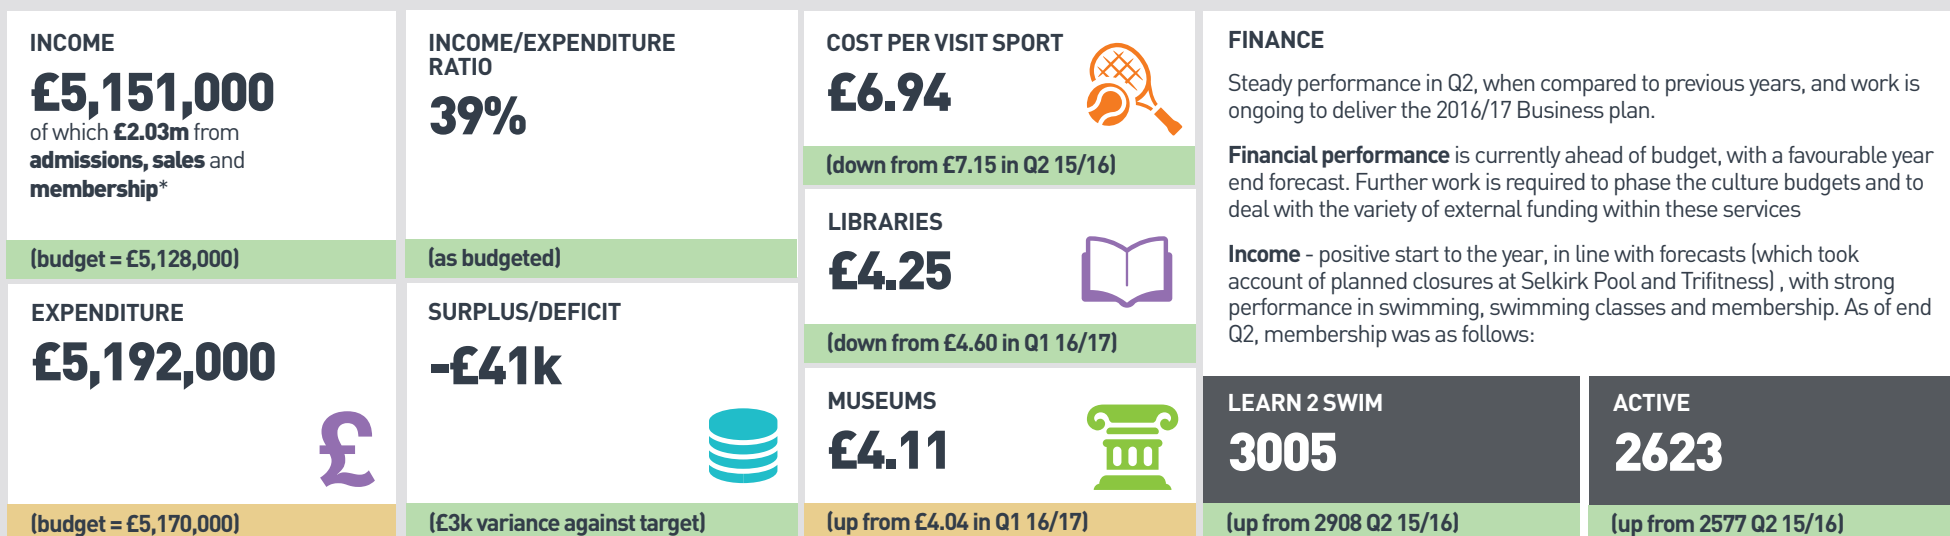 INCOME
£5,151,000
of which £2.03m from
admissions, sales and
membership*
(budget = £5,128,000)
EXPENDITURE
£5,192,000
£
(budget = £5,170,000)
INCOME/EXPENDITURE
RATIO
39%
(as budgeted)
SURPLUS/DEFICIT
-£41k
(£3k variance against target)
COST PER VISIT SPORT
£6.94
(down from £7.15 in Q2 15/16)
LIBRARIES
£4.25
(down from £4.60 in Q1 16/17)
MUSEUMS
£4.11
(up from £4.04 in Q1 16/17)
FINANCE
Steady performance in Q2, when compared to previous years, and work is
ongoing to deliver the 2016/17 Business plan.
Financial performance is currently ahead of budget, with a favourable year
end forecast. Further work is required to phase the culture budgets and to
deal with the variety of external funding within these services
Income - positive start to the year, in line with forecasts (which took
account of planned closures at Selkirk Pool and Trifitness) , with strong
performance in swimming, swimming classes and membership. As of end
Q2, membership was as follows:
LEARN 2 SWIM
3005
(up from 2908 Q2 15/16)
ACTIVE
2623
(up from 2577 Q2 15/16)